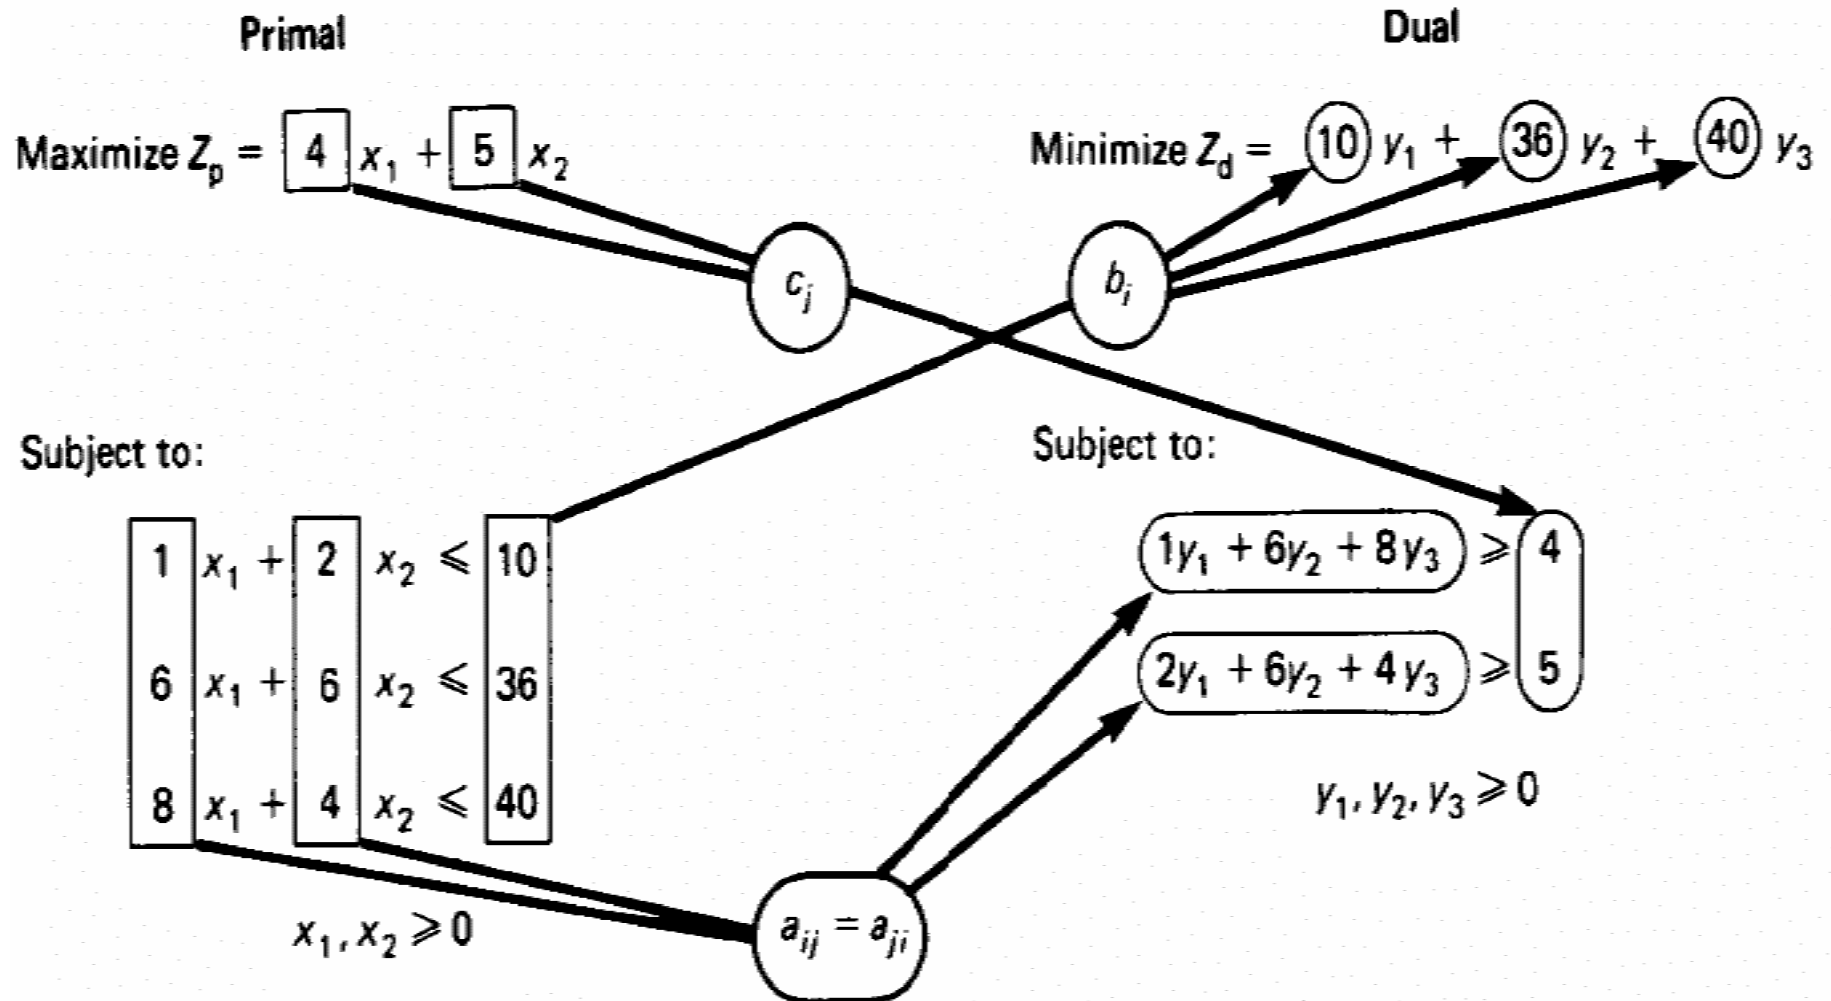 Primal
Maximize Zₚ = 4 x₁ + 5 x₂
cⱼ
Subject to:
1 x₁ + 2 x₂ ⩽ 10
6 x₁ + 6 x₂ ⩽ 36
8 x₁ + 4 x₂ ⩽ 40
x₁, x₂ ⩾ 0
Dual
Minimize Z_d = 10 y₁ + 36 y₂ + 40 y₃
bᵢ
Subject to:
1y₁ + 6y₂ + 8y₃ ⩾ 4
2y₁ + 6y₂ + 4y₃ ⩾ 5
y₁, y₂, y₃ ⩾ 0
aᵢⱼ = aⱼᵢ